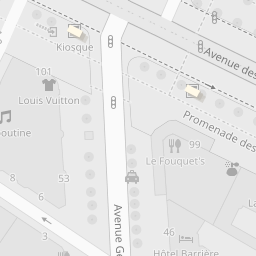 Kiosque
Avenue des
101
Louis Vuitton
Promenade des
outine
99
Le Fouquet's
8
53
6
Avenue Ge
46
La
Hôtel Barrière